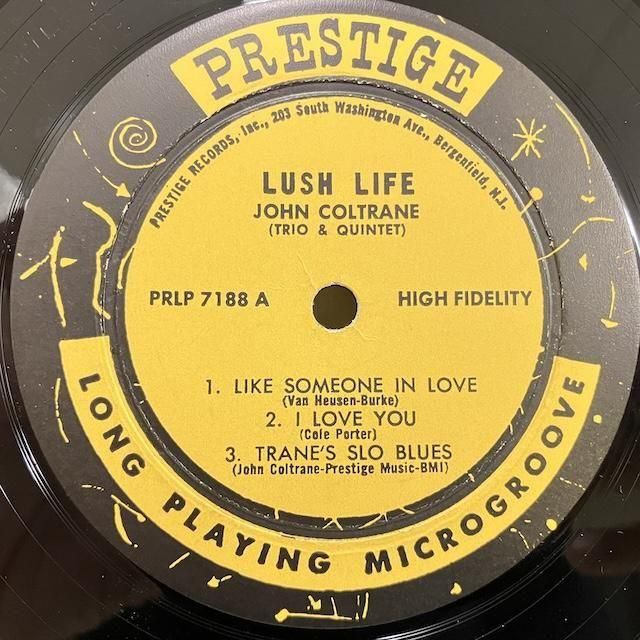 PRESTIGE
PRESTIGE RECORDS, Inc., 203 South Washington Ave., Bergenfield, N.J.
LUSH LIFE
JOHN COLTRANE
(TRIO & QUINTET)
PRLP 7188 A HIGH FIDELITY
1. LIKE SOMEONE IN LOVE
(Van Heusen-Burke)
2. I LOVE YOU
(Cole Porter)
3. TRANE'S SLO BLUES
(John Coltrane-Prestige Music-BMI)
LONG PLAYING MICROGROOVE